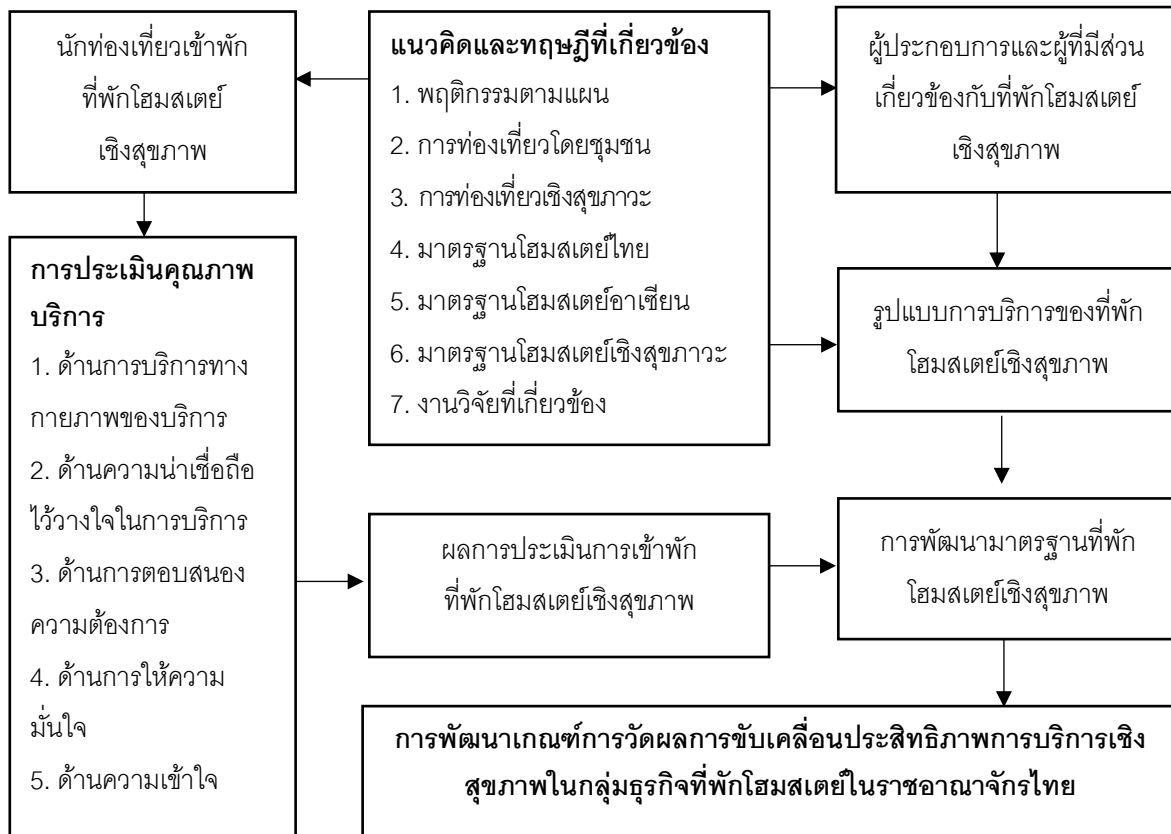 นักท่องเที่ยวเข้าพัก
ที่พักโฮมสเตย์
เชิงสุขภาพ
แนวคิดและทฤษฎีที่เกี่ยวข้อง
1. พฤติกรรมตามแผน
2. การท่องเที่ยวโดยชุมชน
3. การท่องเที่ยวเชิงสุขภาวะ
4. มาตรฐานโฮมสเตย์ไทย
5. มาตรฐานโฮมสเตย์อาเซียน
6. มาตรฐานโฮมสเตย์เชิงสุขภาวะ
7. งานวิจัยที่เกี่ยวข้อง
ผู้ประกอบการและผู้ที่มีส่วน
เกี่ยวข้องกับที่พักโฮมสเตย์
เชิงสุขภาพ
การประเมินคุณภาพ
บริการ
1. ด้านการบริการทาง
กายภาพของบริการ
2. ด้านความน่าเชื่อถือ
ไว้วางใจในการบริการ
3. ด้านการตอบสนอง
ความต้องการ
4. ด้านการให้ความ
มั่นใจ
5. ด้านความเข้าใจ
รูปแบบการบริการของที่พัก
โฮมสเตย์เชิงสุขภาพ
ผลการประเมินการเข้าพัก
ที่พักโฮมสเตย์เชิงสุขภาพ
การพัฒนามาตรฐานที่พัก
โฮมสเตย์เชิงสุขภาพ
การพัฒนาเกณฑ์การวัดผลการขับเคลื่อนประสิทธิภาพการบริการเชิง
สุขภาพในกลุ่มธุรกิจที่พักโฮมสเตย์ในราชอาณาจักรไทย